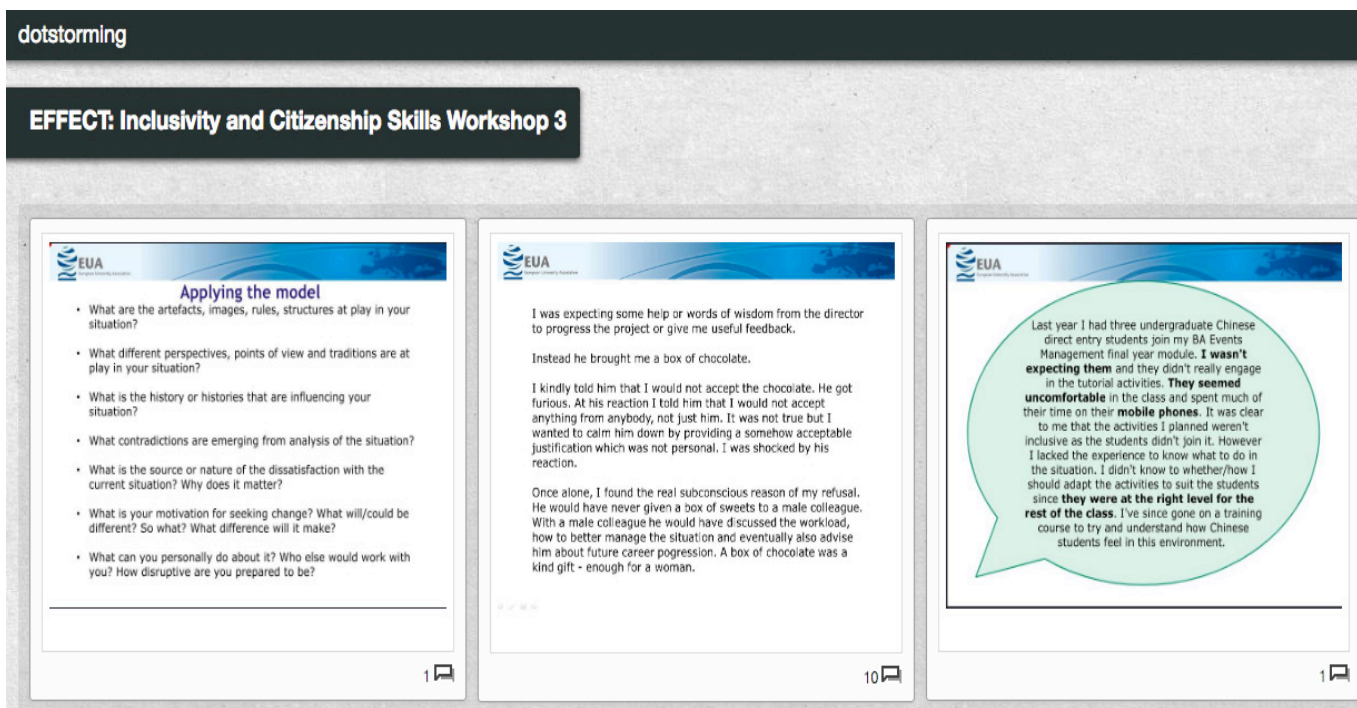 dotstorming
EFFECT: Inclusivity and Citizenship Skills Workshop 3
EUA
European University Association
Applying the model
• What are the artefacts, images, rules, structures at play in your
situation?
• What different perspectives, points of view and traditions are at
play in your situation?
• What is the history or histories that are influencing your
situation?
• What contradictions are emerging from analysis of the situation?
• What is the source or nature of the dissatisfaction with the
current situation? Why does it matter?
• What is your motivation for seeking change? What will/could be
different? So what? What difference will it make?
• What can you personally do about it? Who else would work with
you? How disruptive are you prepared to be?
1
EUA
European University Association
I was expecting some help or words of wisdom from the director
to progress the project or give me useful feedback.
Instead he brought me a box of chocolate.
I kindly told him that I would not accept the chocolate. He got
furious. At his reaction I told him that I would not accept
anything from anybody, not just him. It was not true but I
wanted to calm him down by providing a somehow acceptable
justification which was not personal. I was shocked by his
reaction.
Once alone, I found the real subconscious reason of my refusal.
He would have never given a box of sweets to a male colleague.
With a male colleague he would have discussed the workload,
how to better manage the situation and eventually also advise
him about future career pogression. A box of chocolate was a
kind gift - enough for a woman.
10
EUA
European University Association
Last year I had three undergraduate Chinese
direct entry students join my BA Events
Management final year module. I wasn't
expecting them and they didn't really engage
in the tutorial activities. They seemed
uncomfortable in the class and spent much of
their time on their mobile phones. It was clear
to me that the activities I planned weren't
inclusive as the students didn't join it. However
I lacked the experience to know what to do in
the situation. I didn't know to whether/how I
should adapt the activities to suit the students
since they were at the right level for the
rest of the class. I've since gone on a training
course to try and understand how Chinese
students feel in this environment.
1